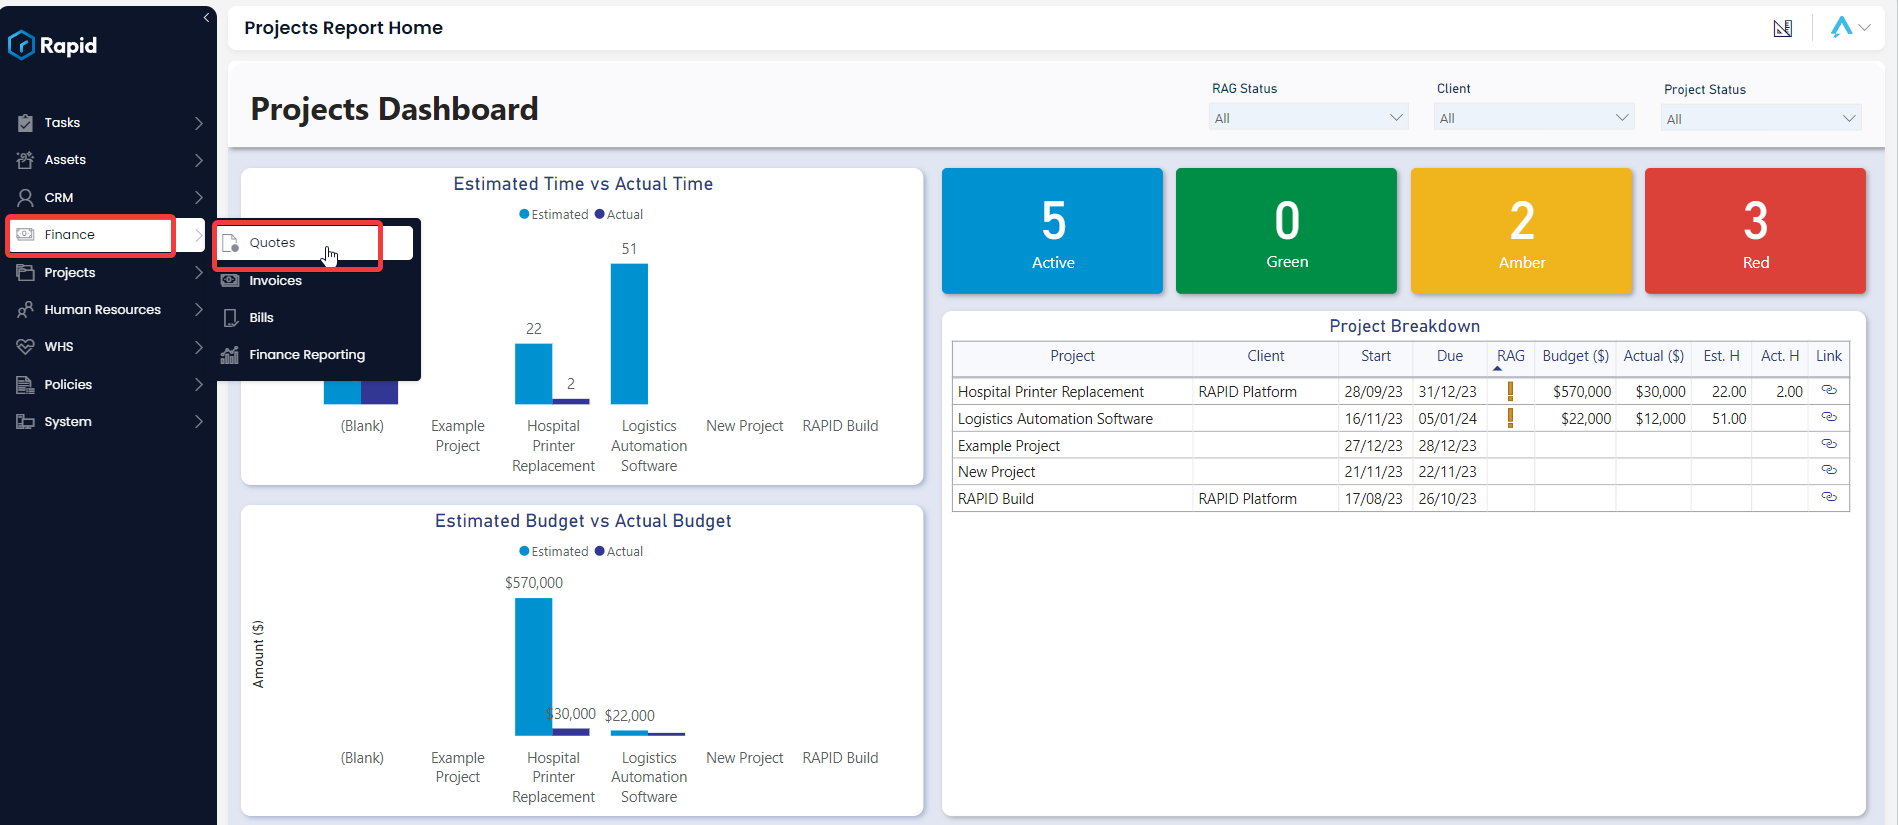 Rapid
Tasks
Assets
CRM
Finance
Projects
Human Resources
WHS
Policies
System
Quotes
Invoices
Bills
Finance Reporting
Projects Report Home
Projects Dashboard
RAG Status
All
Client
All
Project Status
All
Estimated Time vs Actual Time
Estimated Actual
51
22
2
(Blank)
Example
Project
Hospital
Printer
Replacement
Logistics
Automation
Software
New Project
RAPID Build
Estimated Budget vs Actual Budget
Estimated Actual
Amount ($)
$570,000
$30,000
$22,000
(Blank)
Example
Project
Hospital
Printer
Replacement
Logistics
Automation
Software
New Project
RAPID Build
5
Active
0
Green
2
Amber
3
Red
Project Breakdown
Project Client Start Due RAG Budget ($) Actual ($) Est. H Act. H Link
Hospital Printer Replacement RAPID Platform 28/09/23 31/12/23 $570,000 $30,000 22.00 2.00
Logistics Automation Software 16/11/23 05/01/24 $22,000 $12,000 51.00
Example Project 27/12/23 28/12/23
New Project 21/11/23 22/11/23
RAPID Build RAPID Platform 17/08/23 26/10/23